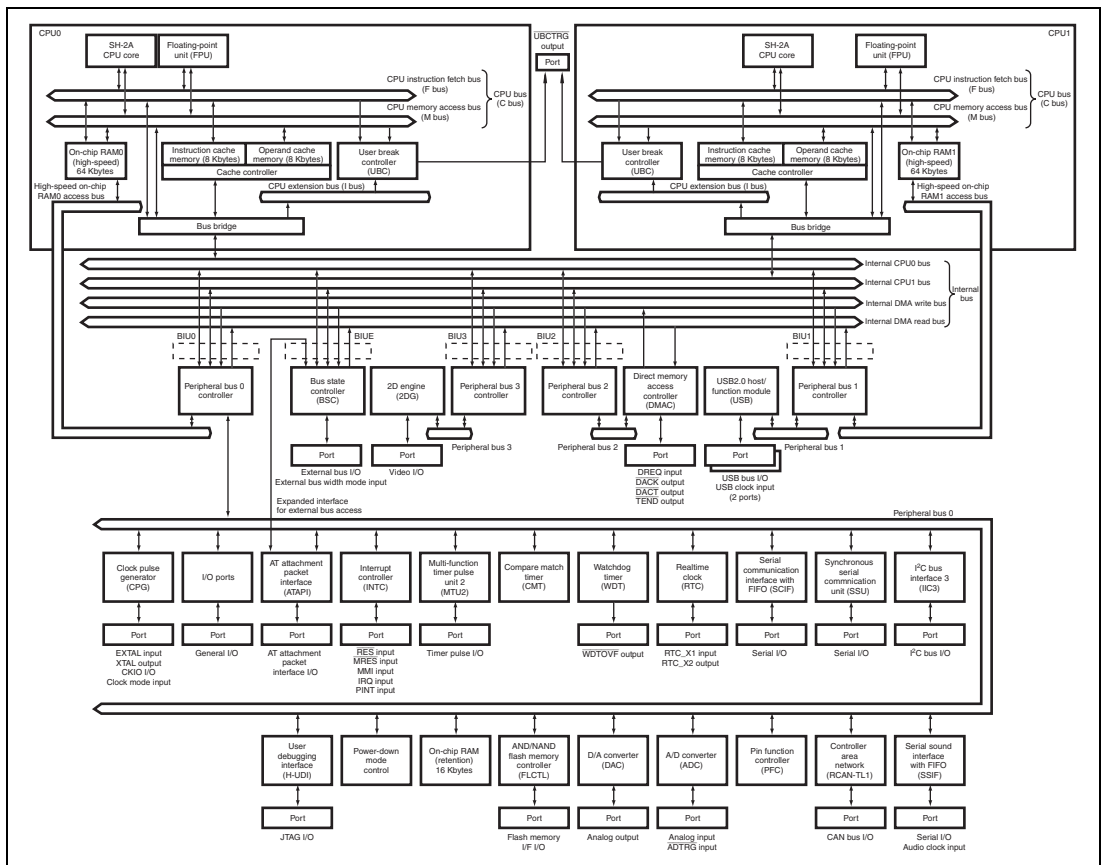 CPU0
SH-2A
CPU core
Floating-point
unit (FPU)
CPU instruction fetch bus
(F bus)
CPU memory access bus
(M bus)
CPU bus
(C bus)
On-chip RAM0
(high-speed)
64 Kbytes
Instruction cache
memory (8 Kbytes)
Operand cache
memory (8 Kbytes)
Cache controller
User break
controller
(UBC)
High-speed on-chip
RAM0 access bus
CPU extension bus (I bus)
Bus bridge
UBCTRG
output
Port
CPU1
SH-2A
CPU core
Floating-point
unit (FPU)
CPU instruction fetch bus
(F bus)
CPU memory access bus
(M bus)
CPU bus
(C bus)
User break
controller
(UBC)
Instruction cache
memory (8 Kbytes)
Operand cache
memory (8 Kbytes)
Cache controller
On-chip RAM1
(high-speed)
64 Kbytes
CPU extension bus (I bus)
High-speed on-chip
RAM1 access bus
Bus bridge
Internal CPU0 bus
Internal CPU1 bus
Internal DMA write bus
Internal DMA read bus
Internal
bus
BIU0
BIUE
BIU3
BIU2
BIU1
Peripheral bus 0
controller
Bus state
controller
(BSC)
2D engine
(2DG)
Peripheral bus 3
controller
Peripheral bus 2
controller
Direct memory
access
controller
(DMAC)
USB2.0 host/
function module
(USB)
Peripheral bus 1
controller
Peripheral bus 3
Peripheral bus 2
Peripheral bus 1
Port
External bus I/O
External bus width mode input
Port
Video I/O
Port
DREQ input
DACK output
DACT output
TEND output
Port
USB bus I/O
USB clock input
(2 ports)
Expanded interface
for external bus access
Peripheral bus 0
Clock pulse
generator
(CPG)
I/O ports
AT attachment
packet
interface
(ATAPI)
Interrupt
controller
(INTC)
Multi-function
timer pulse
unit 2
(MTU2)
Compare match
timer
(CMT)
Watchdog
timer
(WDT)
Realtime
clock
(RTC)
Serial
communication
interface with
FIFO (SCIF)
Synchronous
serial
commnication
unit (SSU)
I²C bus
interface 3
(IIC3)
Port
EXTAL input
XTAL output
CKIO I/O
Clock mode input
Port
General I/O
Port
AT attachment
packet
interface I/O
Port
RES input
MRES input
MMI input
IRQ input
PINT input
Port
Timer pulse I/O
Port
WDTOVF output
Port
RTC_X1 input
RTC_X2 output
Port
Serial I/O
Port
Serial I/O
Port
I²C bus I/O
User
debugging
interface
(H-UDI)
Power-down
mode
control
On-chip RAM
(retention)
16 Kbytes
AND/NAND
flash memory
controller
(FLCTL)
D/A converter
(DAC)
A/D converter
(ADC)
Pin function
controller
(PFC)
Controller
area
network
(RCAN-TL1)
Serial sound
interface
with FIFO
(SSIF)
Port
JTAG I/O
Port
Flash memory
I/F I/O
Port
Analog output
Port
Analog input
ADTRG input
Port
CAN bus I/O
Port
Serial I/O
Audio clock input